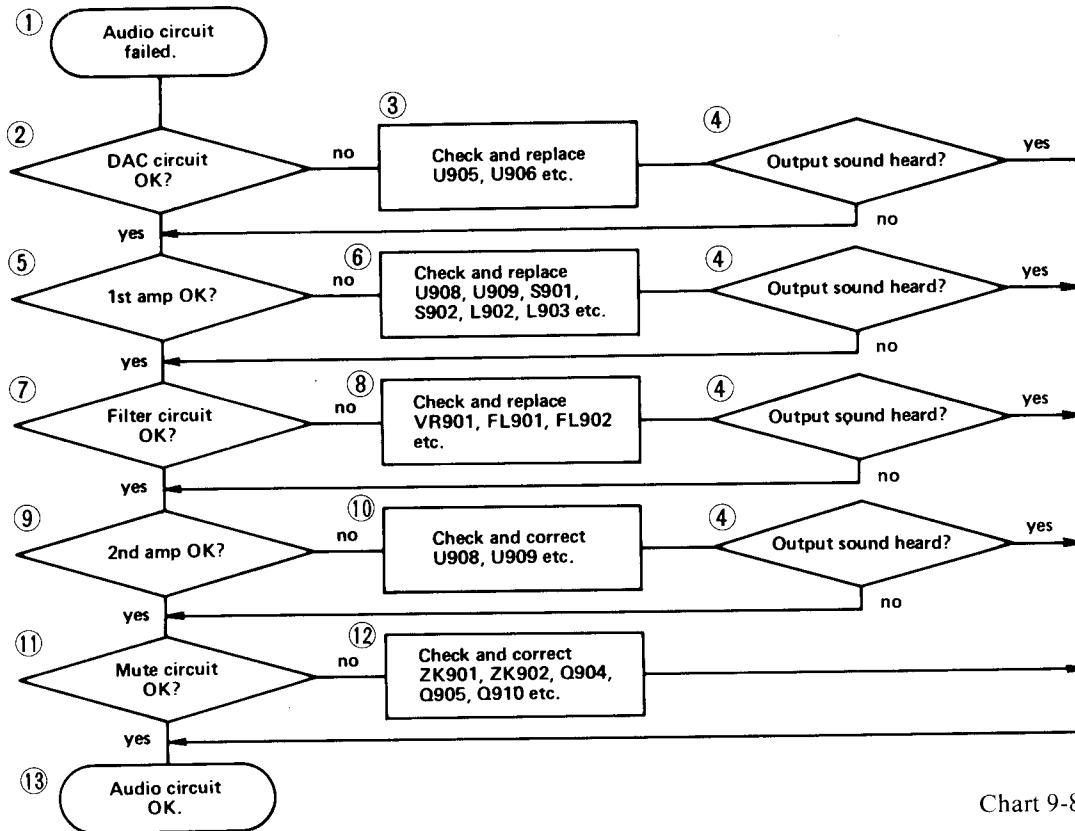 ①
Audio circuit
failed.
②
DAC circuit
OK?
no
yes
③
Check and replace
U905, U906 etc.
④
Output sound heard?
yes
no
⑤
1st amp OK?
no
yes
⑥
Check and replace
U908, U909, S901,
S902, L902, L903 etc.
④
Output sound heard?
yes
no
⑦
Filter circuit
OK?
no
yes
⑧
Check and replace
VR901, FL901, FL902
etc.
④
Output sound heard?
yes
no
⑨
2nd amp OK?
no
yes
⑩
Check and correct
U908, U909 etc.
④
Output sound heard?
yes
no
⑪
Mute circuit
OK?
no
yes
⑫
Check and correct
ZK901, ZK902, Q904,
Q905, Q910 etc.
⑬
Audio circuit
OK.
Chart 9-8